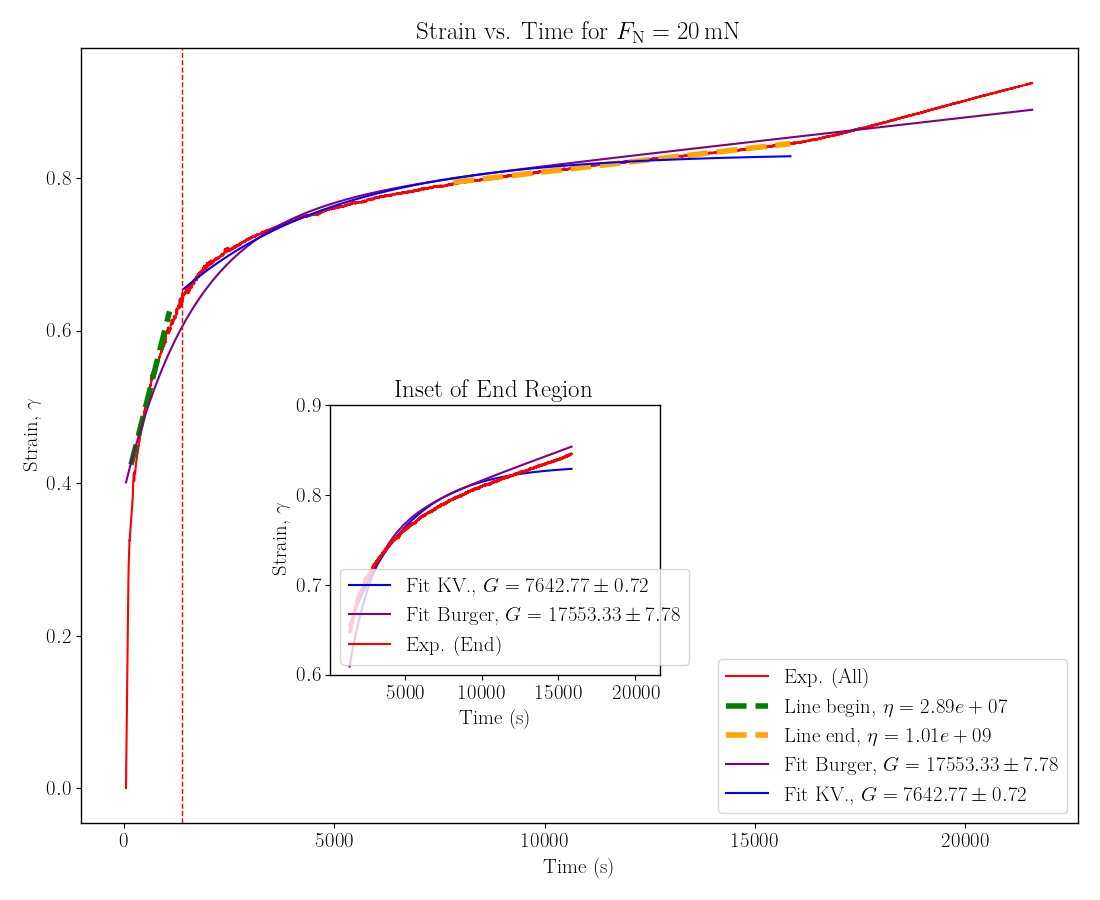 Strain vs. Time for $F_{\mathrm{N}} = 20\,\mathrm{mN}$
Strain, γ
0.8
0.6
0.4
0.2
0.0
0
5000
10000
15000
20000
Time (s)
Inset of End Region
Strain, γ
0.9
0.8
0.7
0.6
Fit KV., G = 7642.77 ± 0.72
Fit Burger, G = 17553.33 ± 7.78
Exp. (End)
5000
10000
15000
20000
Time (s)
Exp. (All)
Line begin, η = 2.89e + 07
Line end, η = 1.01e + 09
Fit Burger, G = 17553.33 ± 7.78
Fit KV., G = 7642.77 ± 0.72